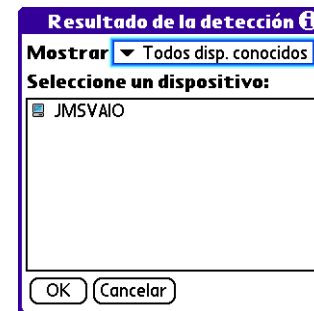 Resultado de la detección i
Mostrar Todos disp. conocidos
Seleccione un dispositivo:
JMSVAIO
OK Cancelar